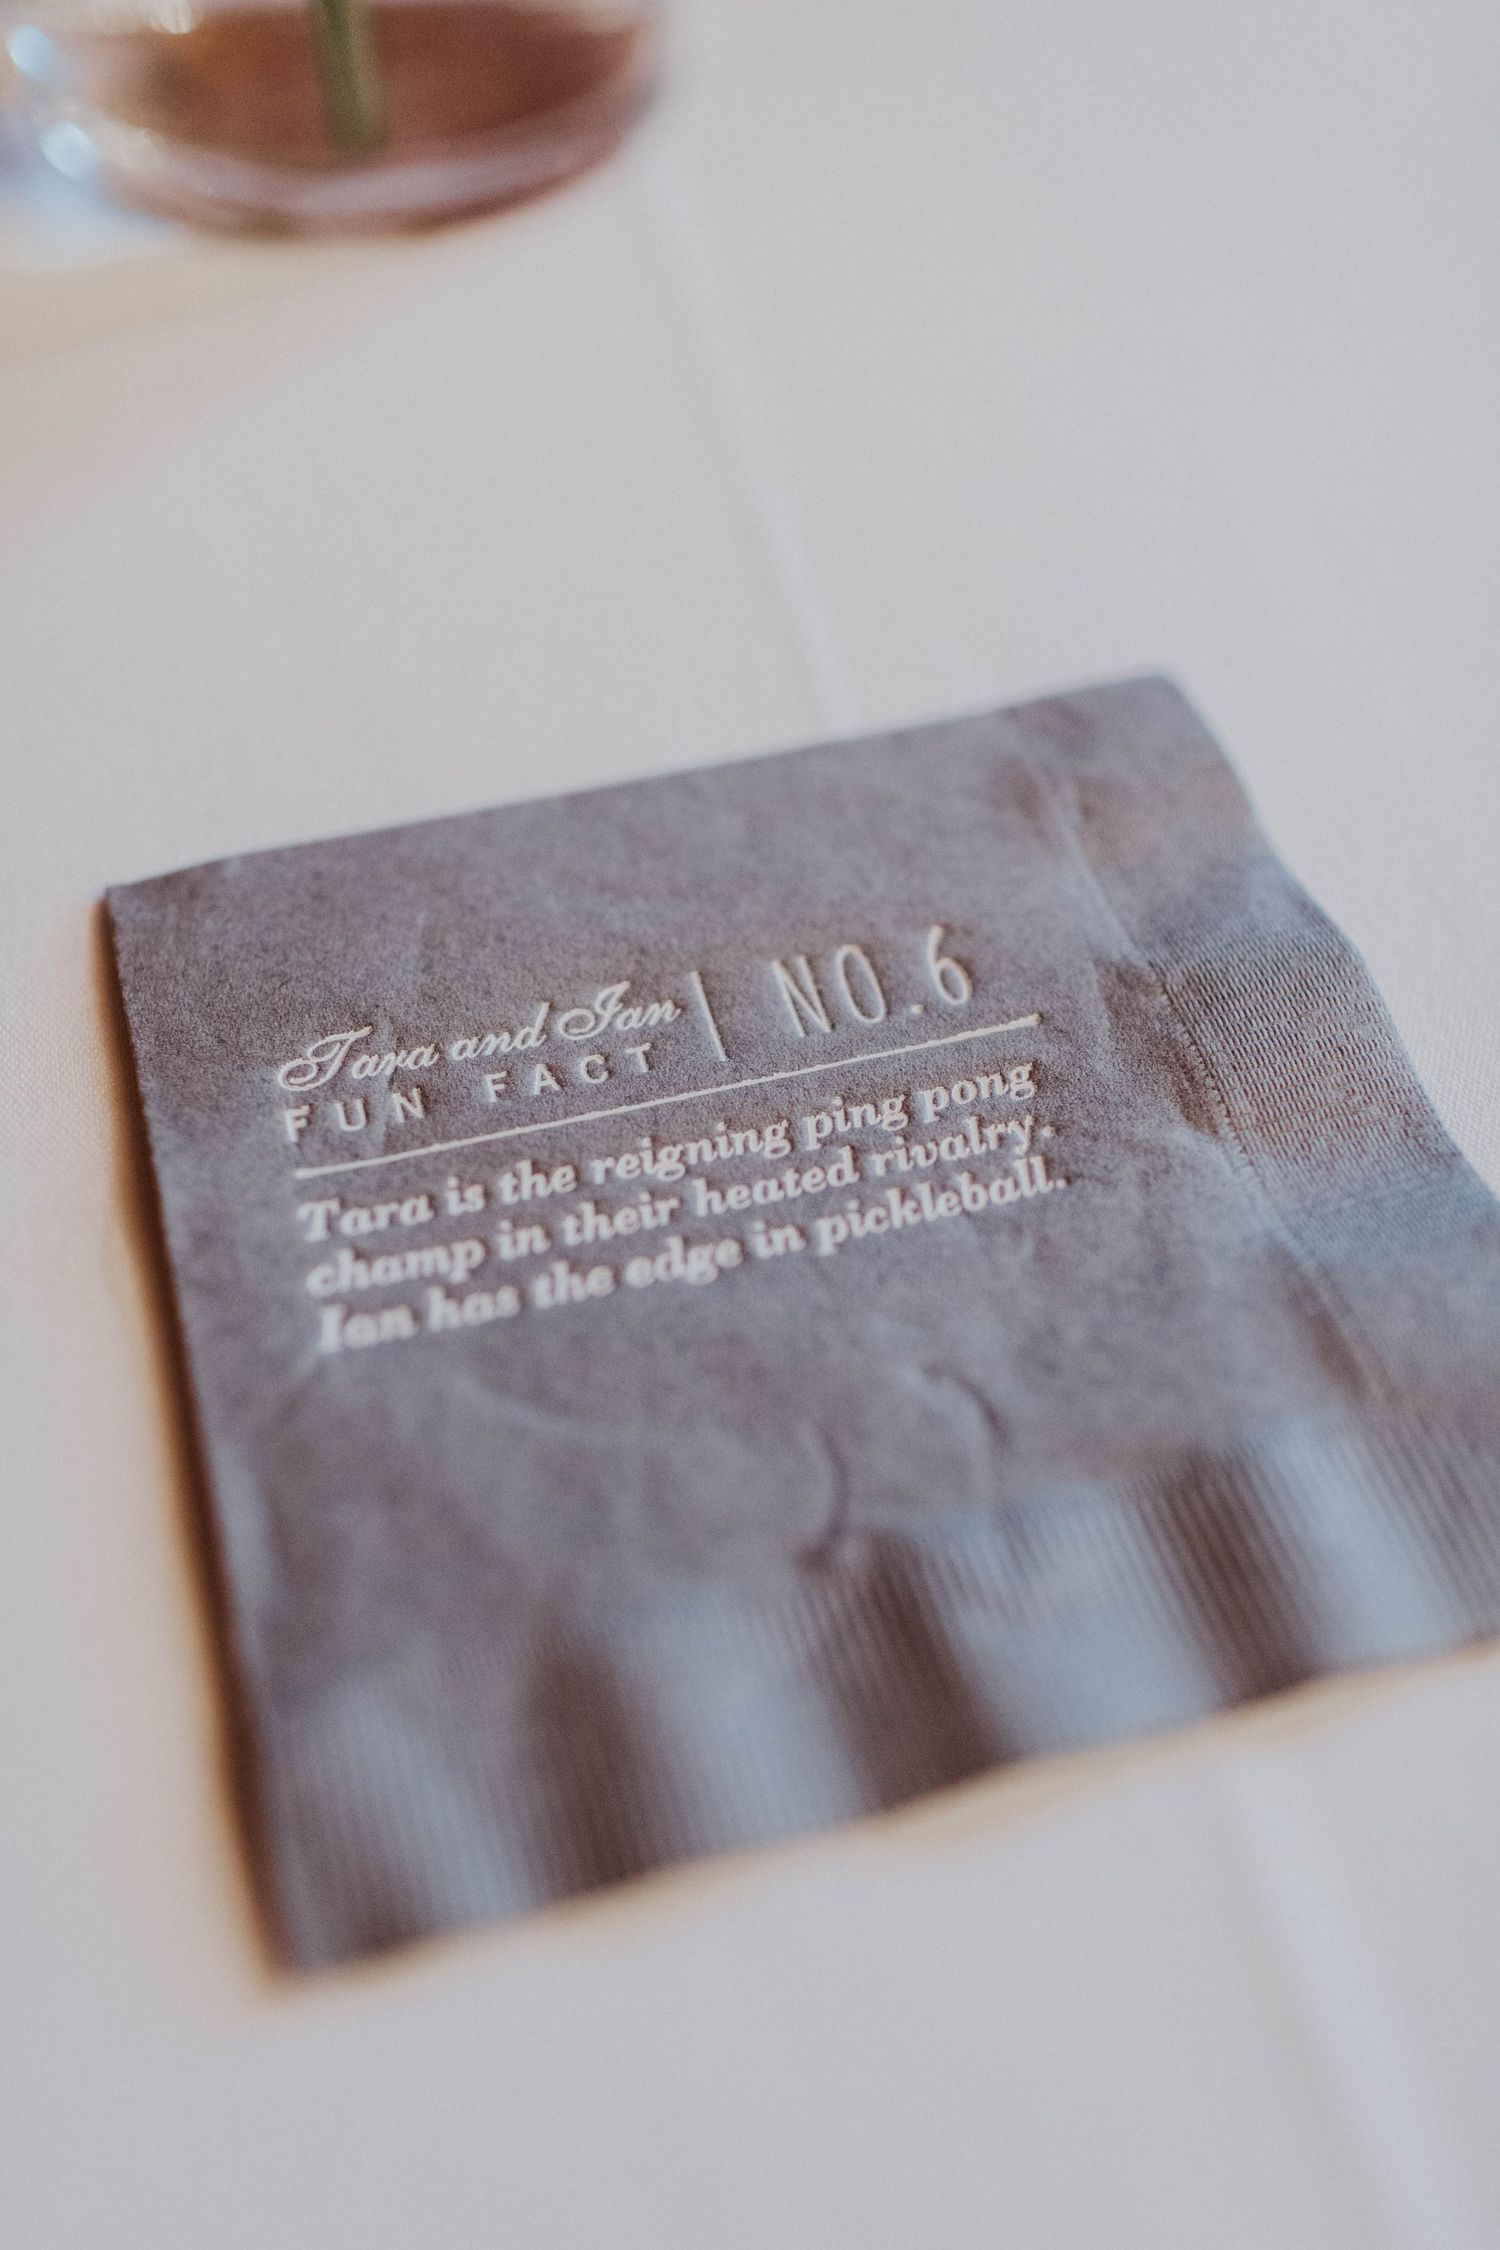 Tara and Ian
FUN FACT | NO.6
Tara is the reigning ping pong
champ in their heated rivalry.
Ian has the edge in pickleball.